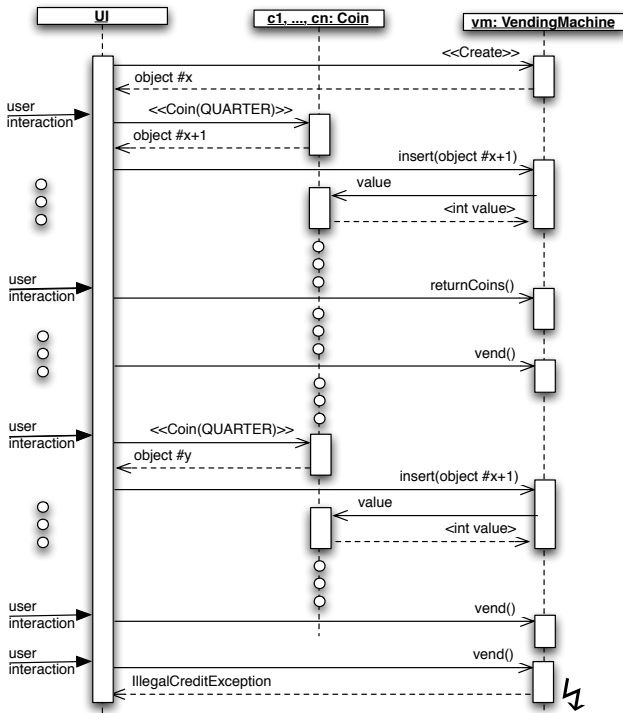 UI
c1, ..., cn: Coin
vm: VendingMachine
<<Create>>
object #x
user
interaction
<<Coin(QUARTER)>>
object #x+1
insert(object #x+1)
value
<int value>
user
interaction
returnCoins()
vend()
user
interaction
<<Coin(QUARTER)>>
object #y
insert(object #x+1)
value
<int value>
user
interaction
vend()
user
interaction
vend()
IllegalCreditException